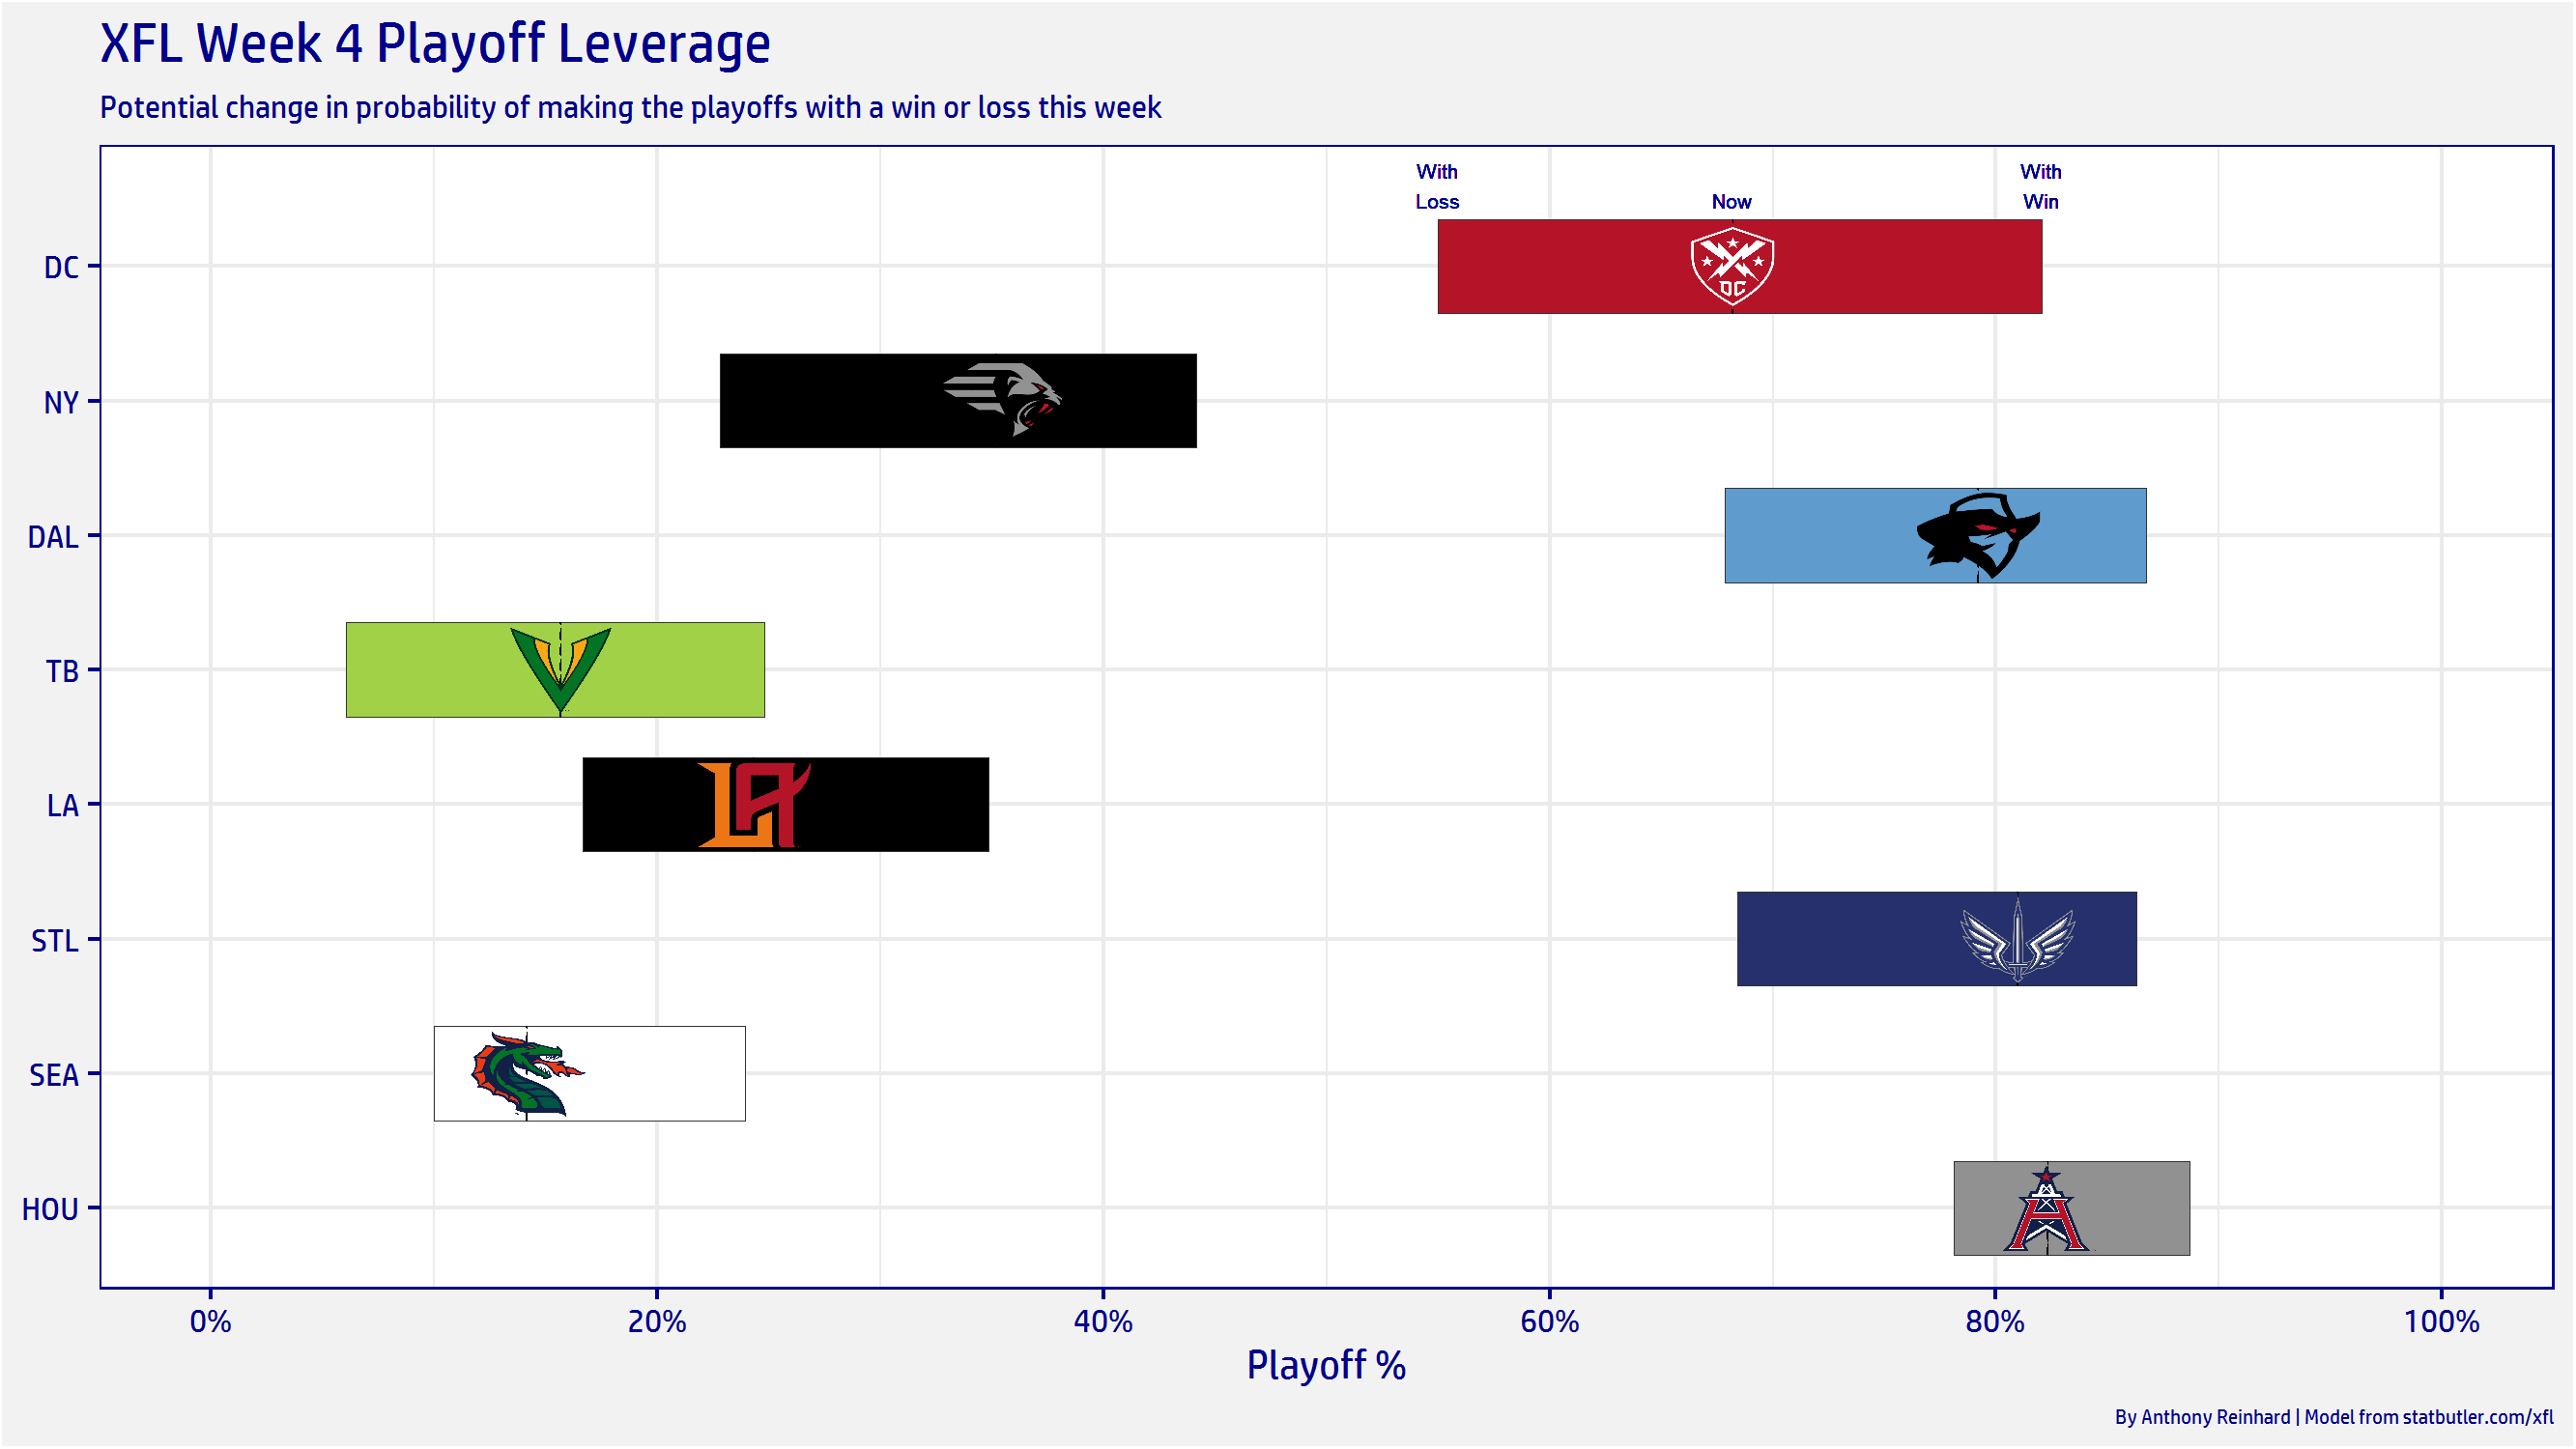 XFL Week 4 Playoff Leverage
Potential change in probability of making the playoffs with a win or loss this week
With
Loss
Now
With
Win
DC
DC
NY
DAL
TB
LA
LA
STL
SEA
HOU
0% 20% 40% 60% 80% 100%
Playoff %
By Anthony Reinhard | Model from statbutler.com/xfl